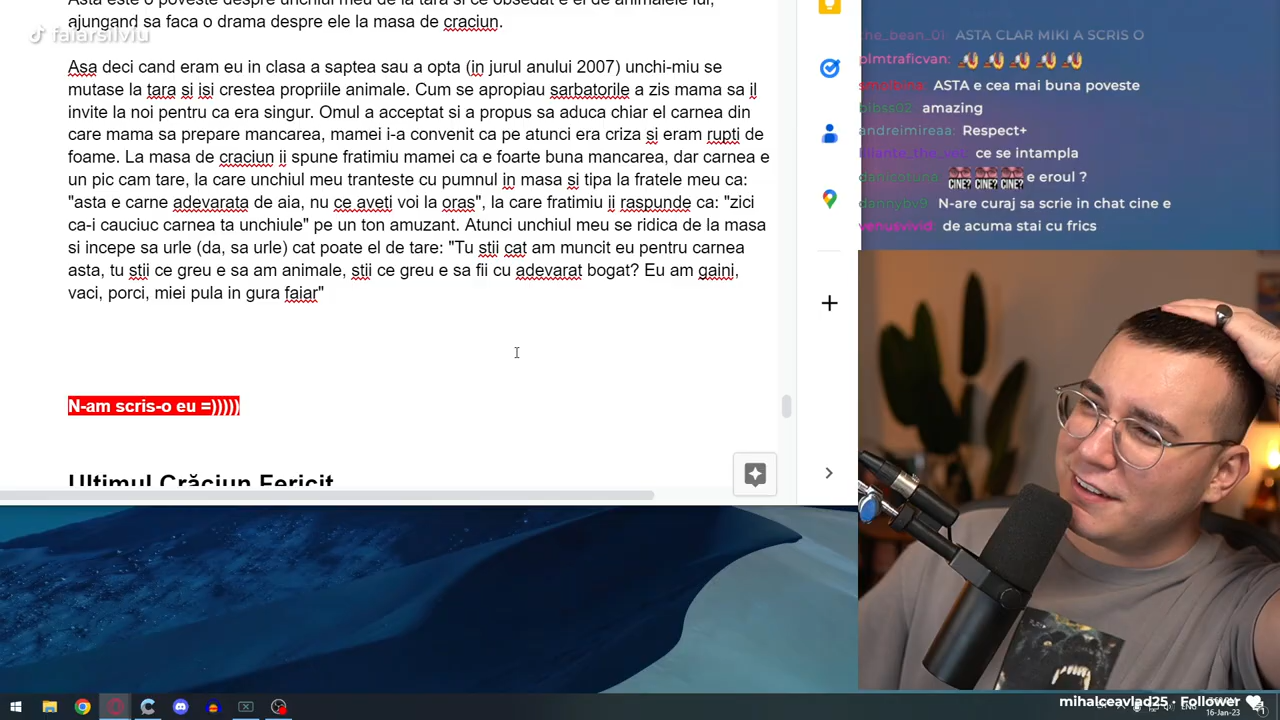 Asta este o poveste despre unchiul meu de la tara si ce obsedat e el de animalele lui,
ajungand sa faca o drama despre ele la masa de craciun.
faiarsilviu
Asa deci cand eram eu in clasa a saptea sau a opta (in jurul anului 2007) unchi-miu se
mutase la tara si isi crestea propriile animale. Cum se apropiau sarbatorile a zis mama sa il
invite la noi pentru ca era singur. Omul a acceptat si a propus sa aduca chiar el carnea din
care mama sa prepare mancarea, mamei i-a convenit ca pe atunci era criza si eram rupti de
foame. La masa de craciun ii spune fratimiu mamei ca e foarte buna mancarea, dar carnea e
un pic cam tare, la care unchiul meu tranteste cu pumnul in masa si tipa la fratele meu ca:
"asta e carne adevarata de aia, nu ce aveti voi la oras", la care fratimiu ii raspunde ca: "zici
ca-i cauciuc carnea ta unchiule" pe un ton amuzant. Atunci unchiul meu se ridica de la masa
si incepe sa urle (da, sa urle) cat poate el de tare: "Tu stii cat am muncit eu pentru carnea
asta, tu stii ce greu e sa am animale, stii ce greu e sa fii cu adevarat bogat? Eu am gaini,
vaci, porci, miei pula in gura faiar"
N-am scris-o eu =)))))
Ultimul Crăciun Fericit
the_bean_01: ASTA CLAR MIKI A SCRIS O
plmtraficvan:
smolbina: ASTA e cea mai buna poveste
bibss02: amazing
andreimireaa: Respect+
ce se intampla
CINE? CINE? CINE? e eroul ?
dannybv9: N-are curaj sa scrie in chat cine e
venusvivid: de acuma stai cu frics
mihalceavlad25 · Follower
16-Jan-23